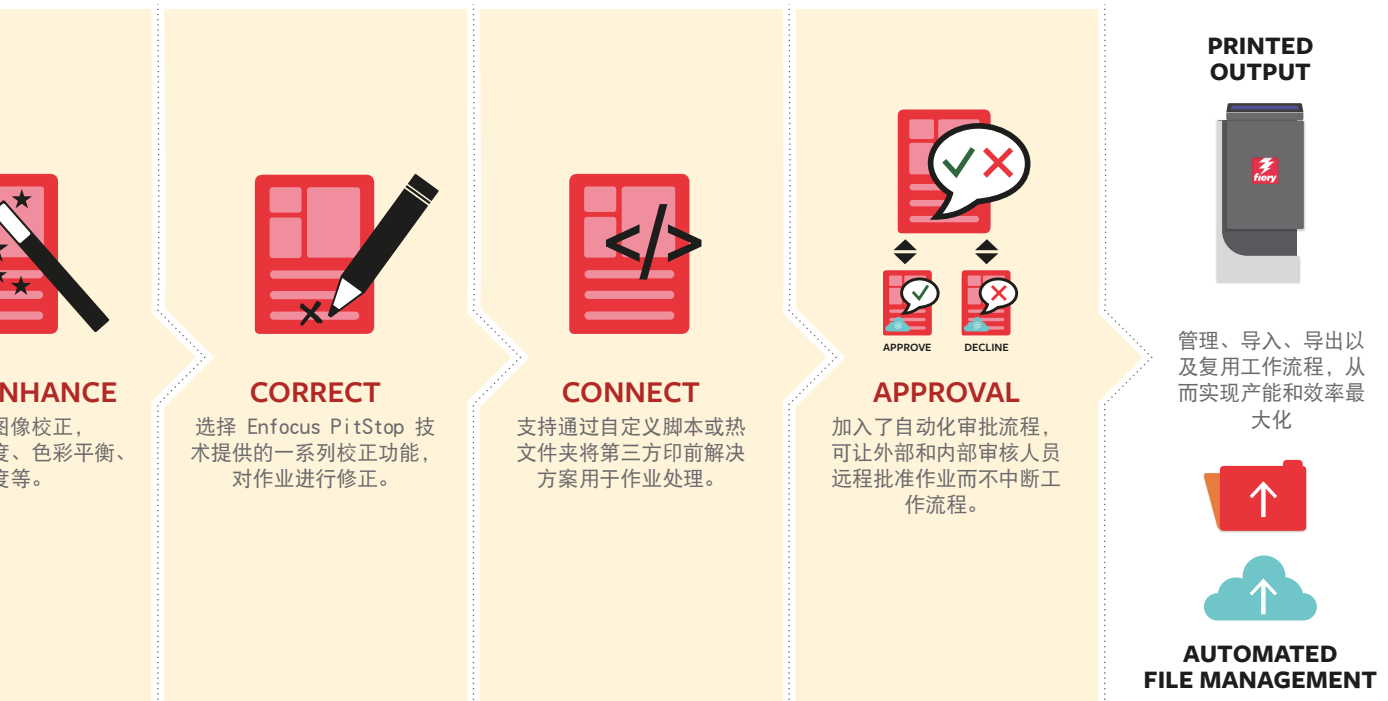 NHANCE
图像校正，
度、色彩平衡、
度等。
CORRECT
选择 Enfocus PitStop 技
术提供的一系列校正功能，
对作业进行修正。
</>
CONNECT
支持通过自定义脚本或热
文件夹将第三方印前解决
方案用于作业处理。
APPROVE
DECLINE
APPROVAL
加入了自动化审批流程，
可让外部和内部审核人员
远程批准作业而不中断工
作流程。
PRINTED
OUTPUT
fiery
管理、导入、导出以
及复用工作流程，从
而实现产能和效率最
大化
AUTOMATED
FILE MANAGEMENT